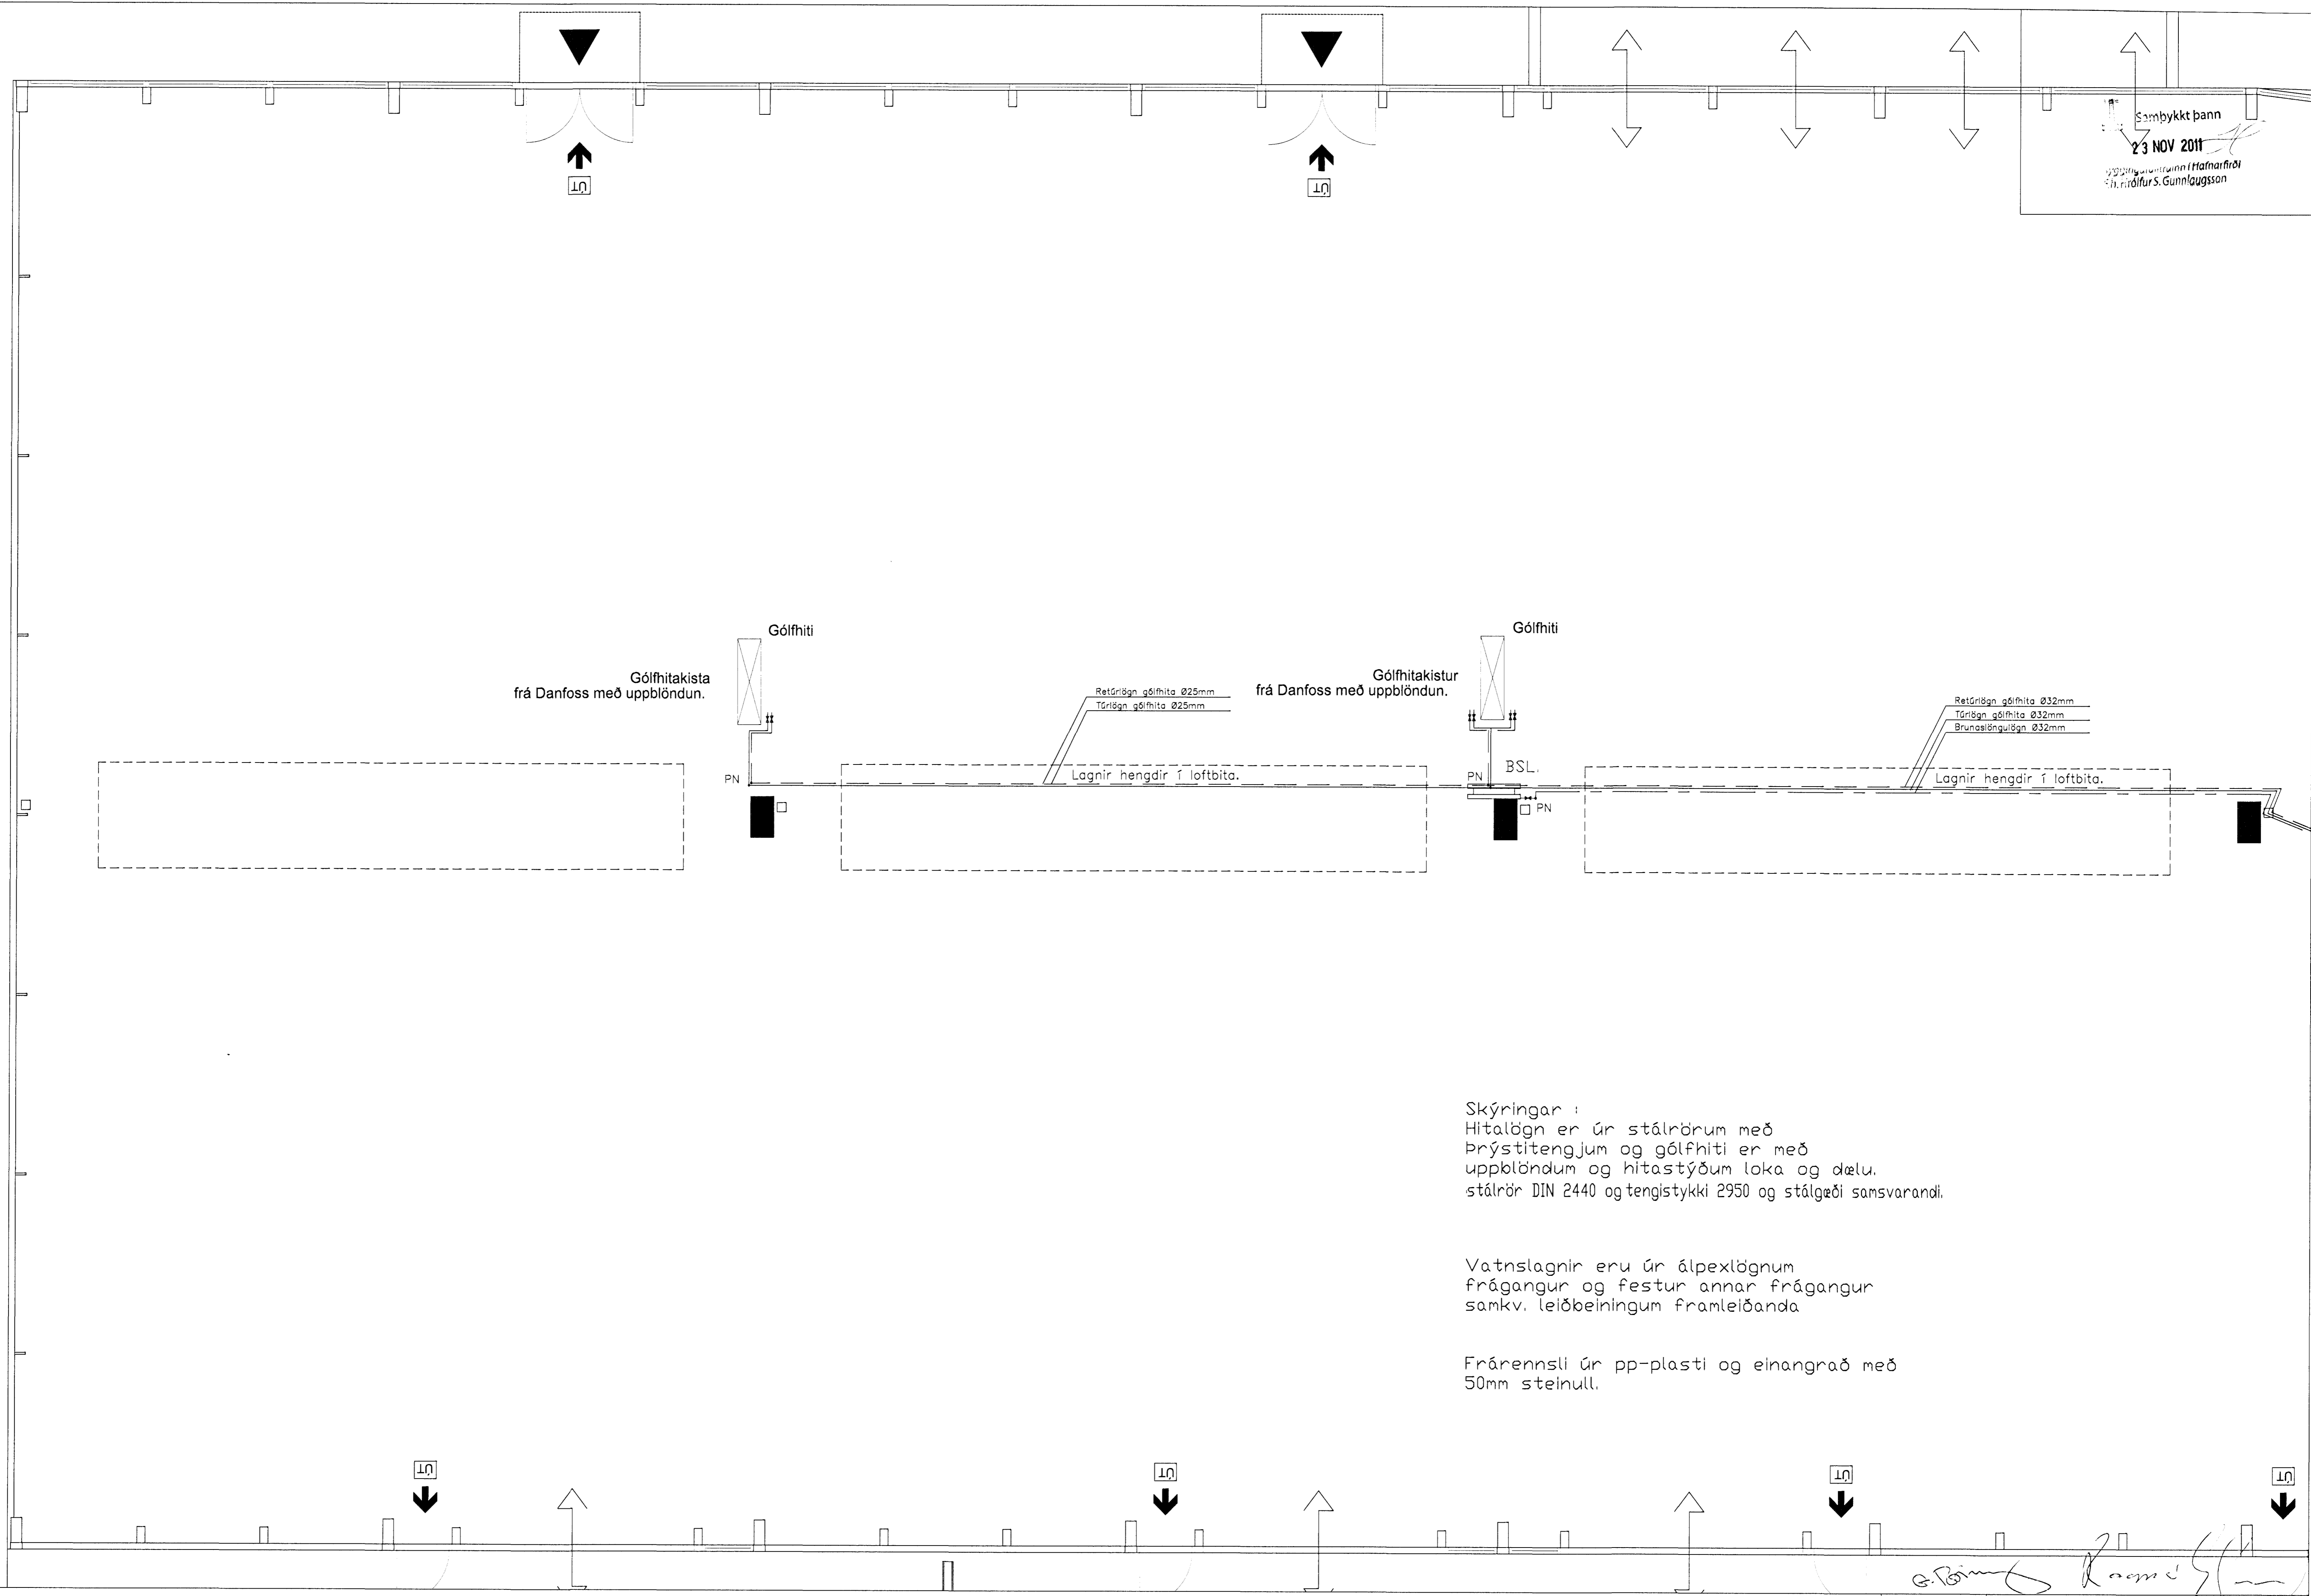 Samþykkt þann
23 NOV 2011
Hafnarfirði
S. Gunnlaugsson
ÚT
ÚT
Gólfhiti
Gólfhiti
Gólfhitakista
frá Danfoss með uppblöndun.
Retúrlögn gólfhita Ø25mm
Túrlögn gólfhita Ø25mm
Gólfhitakistur
frá Danfoss með uppblöndun.
Retúrlögn gólfhita Ø32mm
Túrlögn gólfhita Ø32mm
Brunaslöngulögn Ø32mm
PN
Lagnir hengdir í loftbita.
PN
BSL.
Lagnir hengdir í loftbita.
PN
Skýringar :
Hitalögn er úr stálrörum með
Þrýstitengjum og gólfhiti er með
uppblöndum og hitastýðum loka og dælu.
stálrör DIN 2440 og tengistykki 2950 og stálgæði samsvarandi.
Vatnslagnir eru úr álpexlögnum
frágangur og festur annar frágangur
samkv. leiðbeiningum framleiðanda
Frárennsli úr pp-plasti og einangrað með
50mm steinull.
ÚT
ÚT
ÚT
ÚT